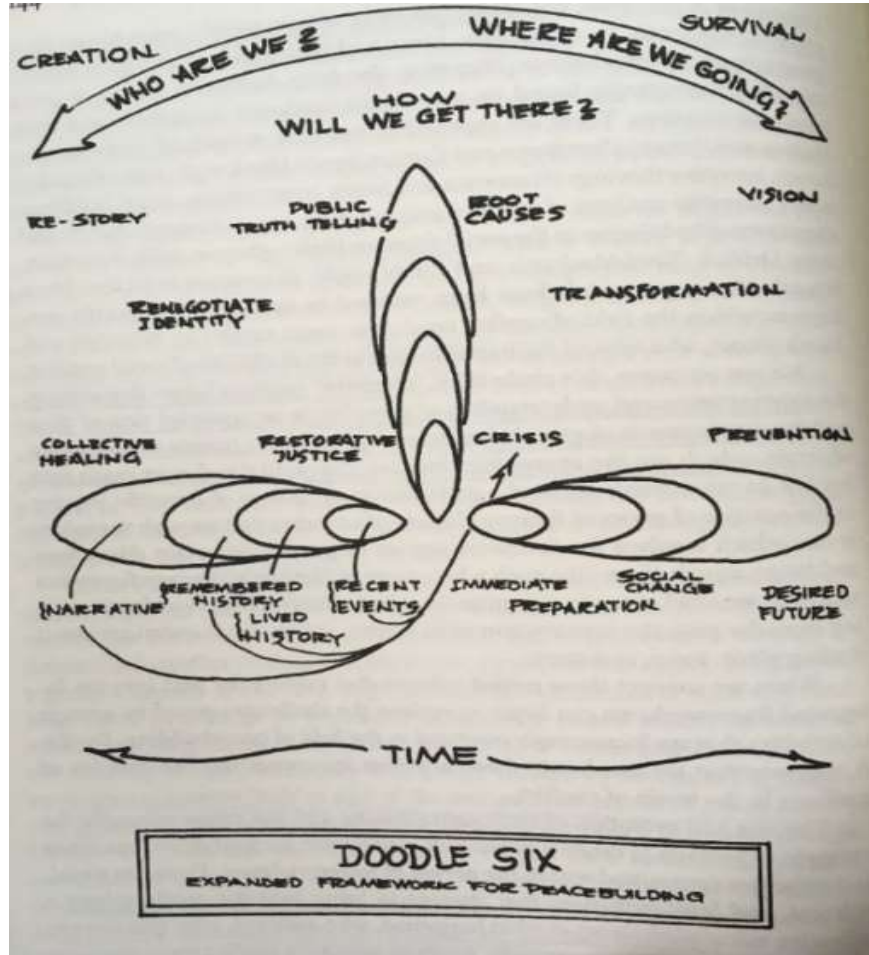 CREATION
SURVIVAL
WHO ARE WE?
WHERE ARE WE GOING?
HOW
WILL WE GET THERE?
RE-STORY
PUBLIC
TRUTH TELLING
ROOT
CAUSES
VISION
RENEGOTIATE
IDENTITY
TRANSFORMATION
COLLECTIVE
HEALING
RESTORATIVE
JUSTICE
CRISIS
PREVENTION
NARRATIVE
REMEMBERED
HISTORY
LIVED
HISTORY
RECENT
EVENTS
IMMEDIATE
PREPARATION
SOCIAL
CHANGE
DESIRED
FUTURE
TIME
DOODLE SIX
EXPANDED FRAMEWORK FOR PEACEBUILDING